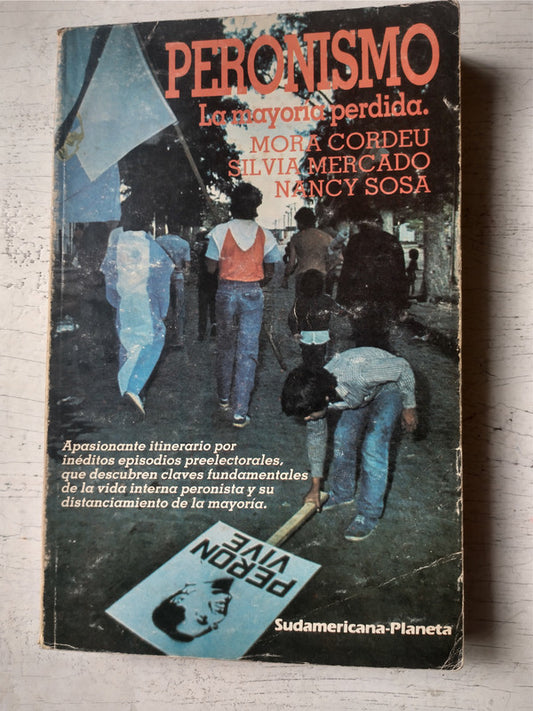 PERONISMO
La mayoría perdida.
MORA CORDEU
SILVIA MERCADO
NANCY SOSA
Apasionante itinerario por
inéditos episodios preelectorales,
que descubren claves fundamentales
de la vida interna peronista y su
distanciamiento de la mayoría.
PERON
VIVE
Sudamericana-Planeta